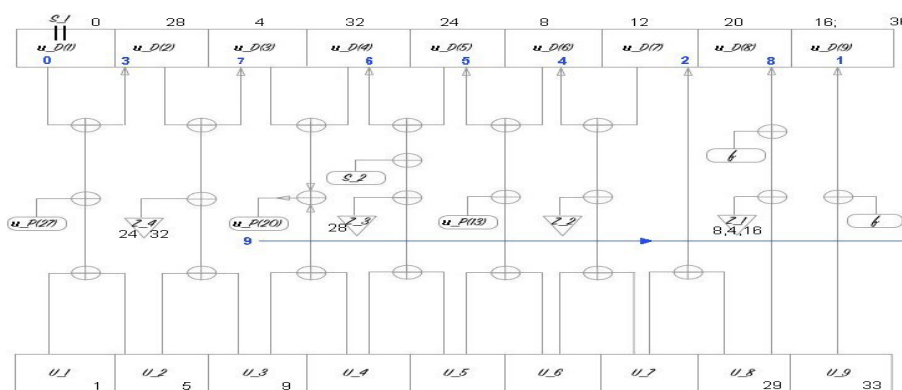 S_1 0 28 4 32 24 8 12 20 16; 36
u_D(1) u_D(2) u_D(3) u_D(4) u_D(5) u_D(6) u_D(7) u_D(8) u_D(9)
0 3 7 6 5 4 2 8 1
f
S_2
u_P(27) Z_4 u_P(20) Z_3 u_P(13) Z_2 Z_1 f
24 32 28 8,4,16
9
U_1 U_2 U_3 U_4 U_5 U_6 U_7 U_8 U_9
1 5 9 29 33